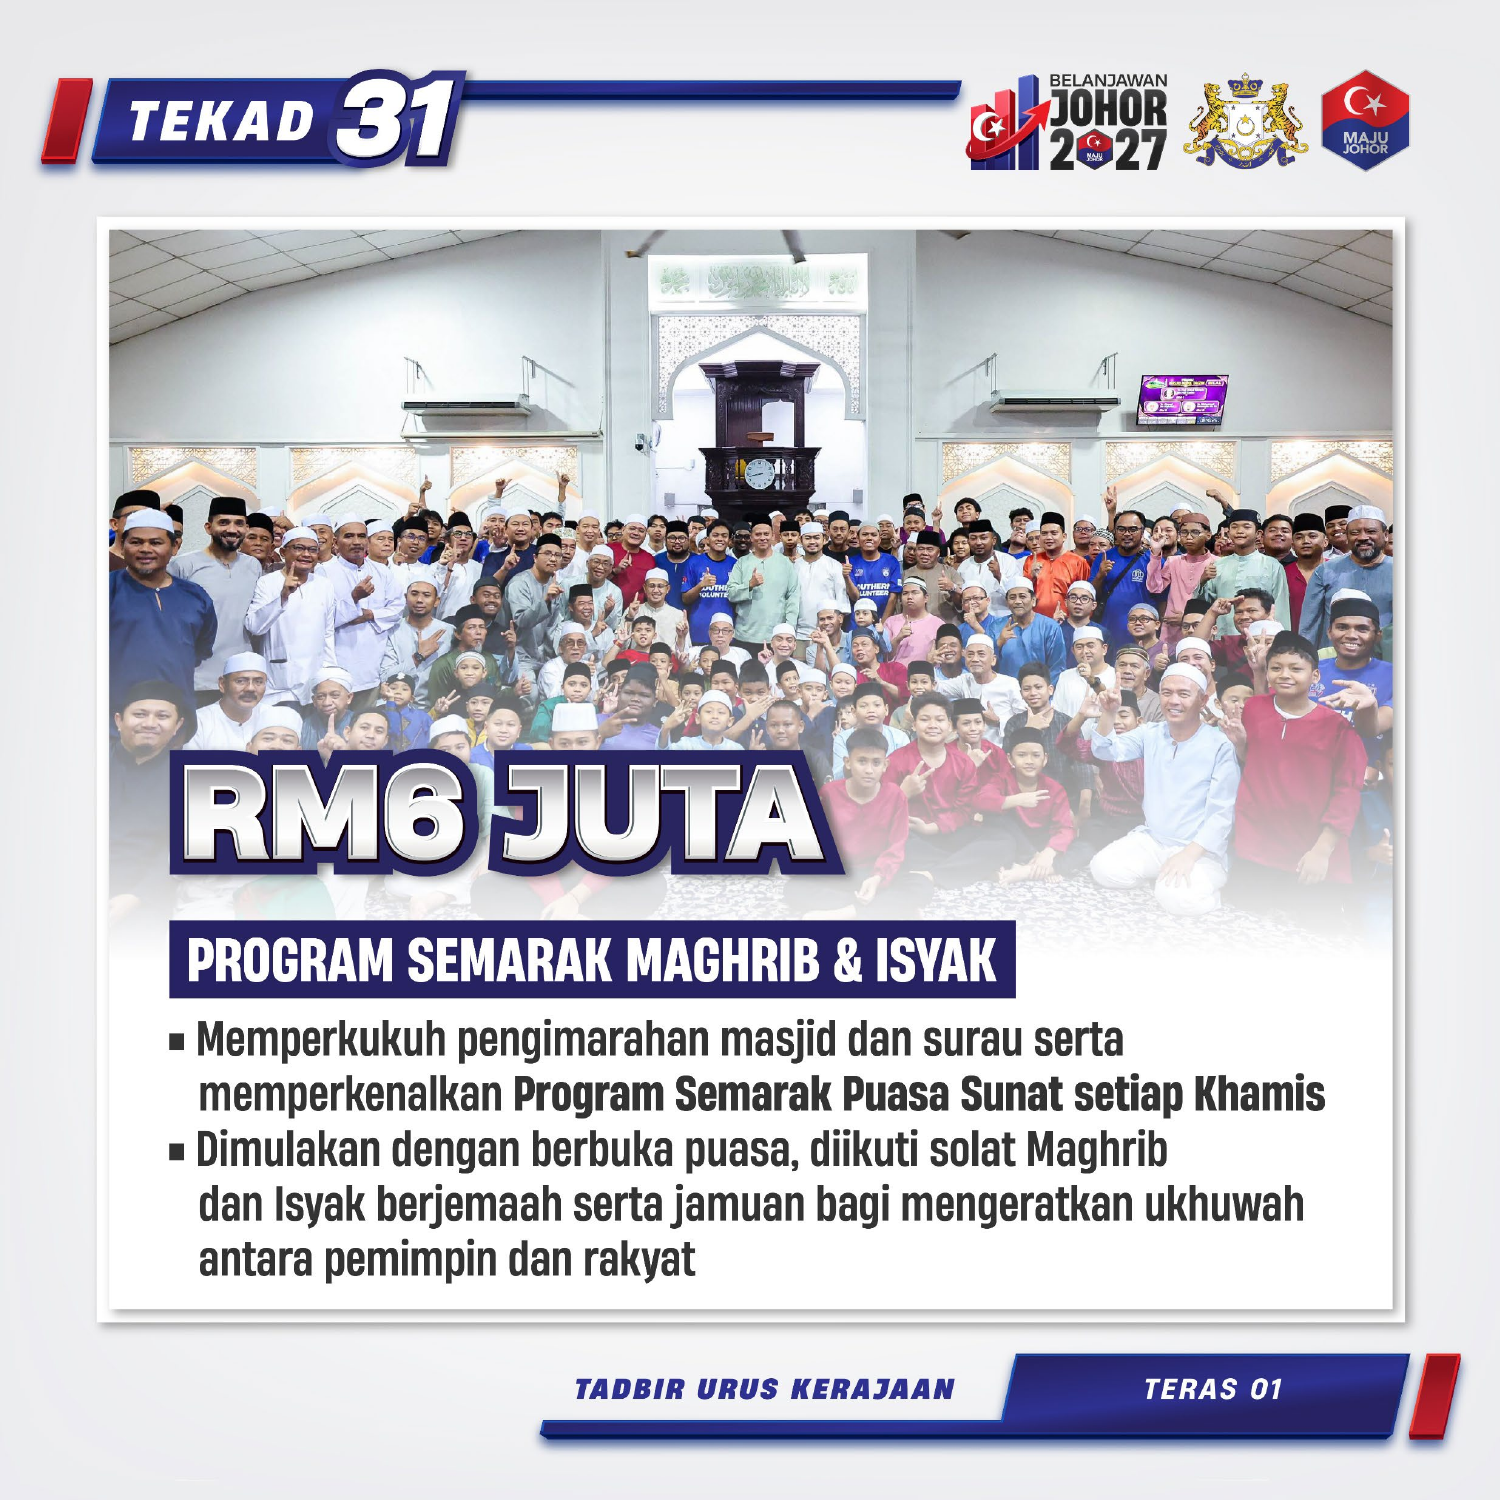 TEKAD 31
BELANJAWAN
JOHOR
2027
MAJU
JOHOR
MAJU
JOHOR
RM6 JUTA
PROGRAM SEMARAK MAGHRIB & ISYAK
▪ Memperkukuh pengimarahan masjid dan surau serta
memperkenalkan Program Semarak Puasa Sunat setiap Khamis
▪ Dimulakan dengan berbuka puasa, diikuti solat Maghrib
dan Isyak berjemaah serta jamuan bagi mengeratkan ukhuwah
antara pemimpin dan rakyat
TADBIR URUS KERAJAAN
TERAS 01